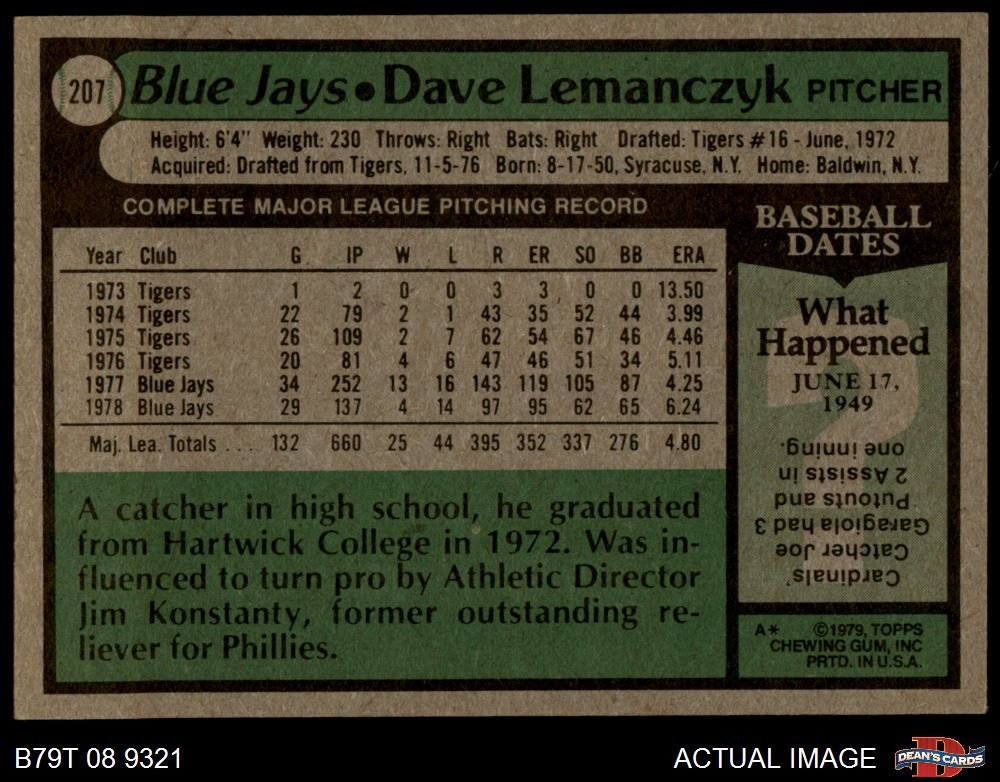 207 Blue Jays • Dave Lemanczyk PITCHER
Height: 6'4" Weight: 230 Throws: Right Bats: Right Drafted: Tigers #16 - June, 1972
Acquired: Drafted from Tigers, 11-5-76 Born: 8-17-50, Syracuse, N.Y. Home: Baldwin, N.Y.
COMPLETE MAJOR LEAGUE PITCHING RECORD
Year Club G IP W L R ER SO BB ERA
1973 Tigers 1 2 0 0 3 3 0 0 13.50
1974 Tigers 22 79 2 1 43 35 52 44 3.99
1975 Tigers 26 109 2 7 62 54 67 46 4.46
1976 Tigers 20 81 4 6 47 46 51 34 5.11
1977 Blue Jays 34 252 13 16 143 119 105 87 4.25
1978 Blue Jays 29 137 4 14 97 95 62 65 6.24
Maj. Lea. Totals . . . 132 660 25 44 395 352 337 276 4.80
A catcher in high school, he graduated
from Hartwick College in 1972. Was in-
fluenced to turn pro by Athletic Director
Jim Konstanty, former outstanding re-
liever for Phillies.
BASEBALL
DATES
What
Happened
JUNE 17,
1949
Cardinals'
Catcher Joe
Garagiola had 3
Putouts and
2 Assists in
one inning.
A* ©1979, TOPPS
CHEWING GUM, INC
PRTD. IN U.S.A.
B79T 08 9321
ACTUAL IMAGE
DEAN'S CARDS